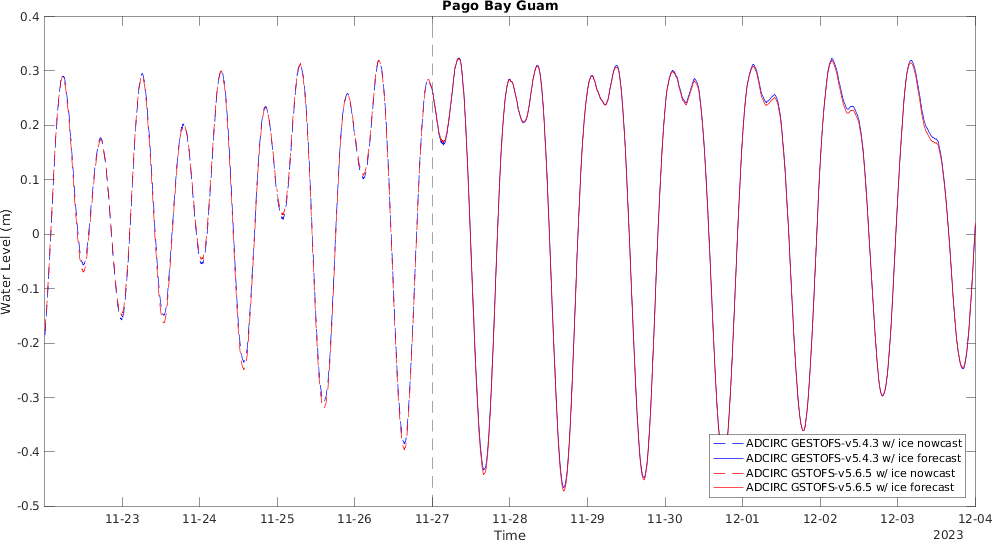 Pago Bay Guam
0.4
0.3
0.2
0.1
0
-0.1
-0.2
-0.3
-0.4
-0.5
Water Level (m)
ADCIRC GESTOFS-v5.4.3 w/ ice nowcast
ADCIRC GESTOFS-v5.4.3 w/ ice forecast
ADCIRC GSTOFS-v5.6.5 w/ ice nowcast
ADCIRC GSTOFS-v5.6.5 w/ ice forecast
11-23 11-24 11-25 11-26 11-27 11-28 11-29 11-30 12-01 12-02 12-03 12-04
Time
2023